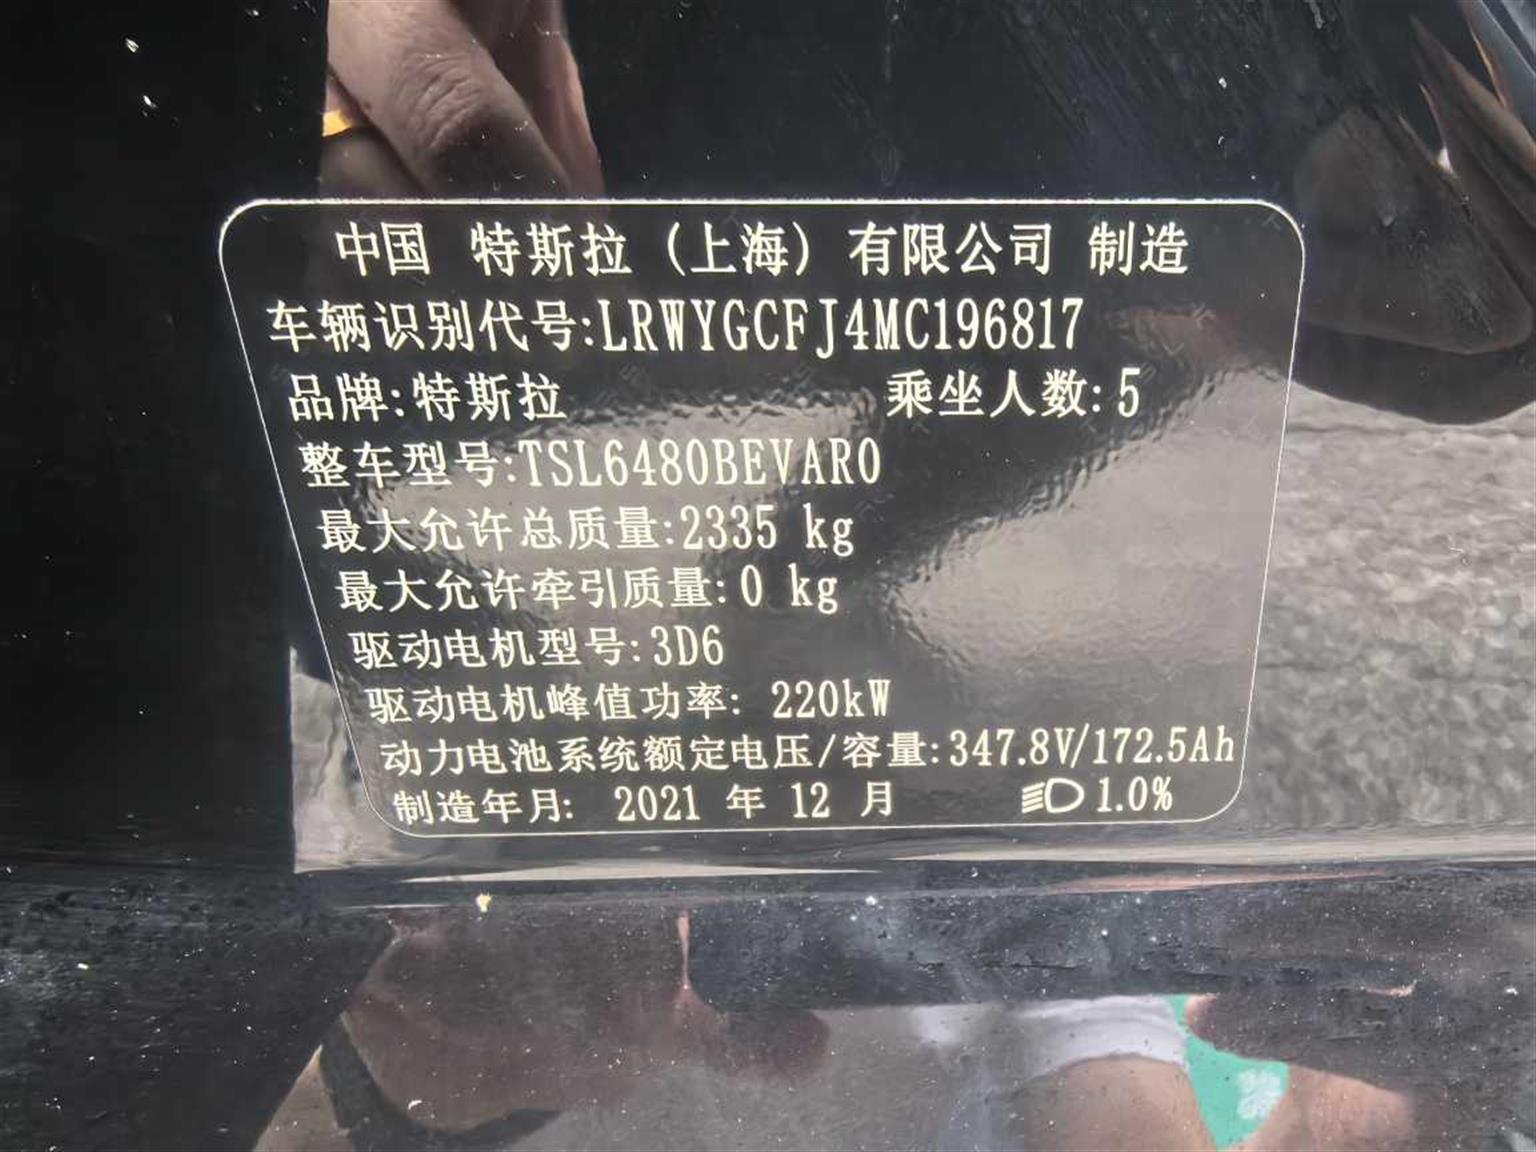 中国 特斯拉 (上海) 有限公司 制造
车辆识别代号:LRWYGCFJ4MC196817
品牌:特斯拉 乘坐人数:5
整车型号:TSL6480BEVAR0
最大允许总质量:2335 kg
最大允许牵引质量:0 kg
驱动电机型号:3D6
驱动电机峰值功率: 220kW
动力电池系统额定电压/容量:347.8V/172.5Ah
制造年月: 2021 年 12 月 1.0%